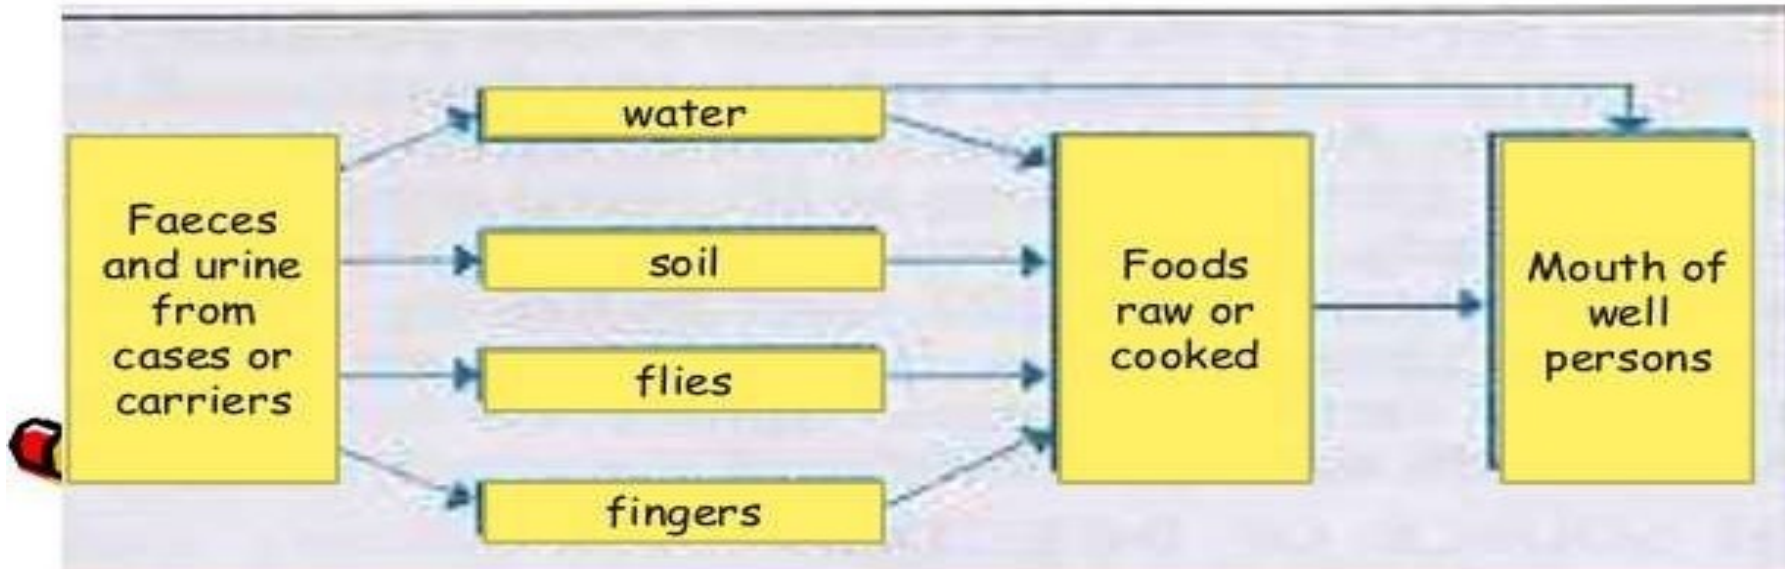 Faeces
and urine
from
cases or
carriers
water
soil
flies
fingers
Foods
raw or
cooked
Mouth of
well
persons